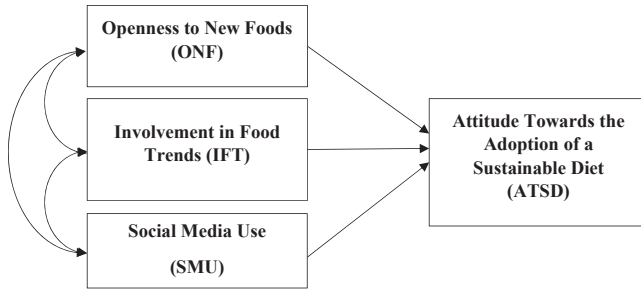 Openness to New Foods
(ONF)
Involvement in Food
Trends (IFT)
Social Media Use
(SMU)
Attitude Towards the
Adoption of a
Sustainable Diet
(ATSD)